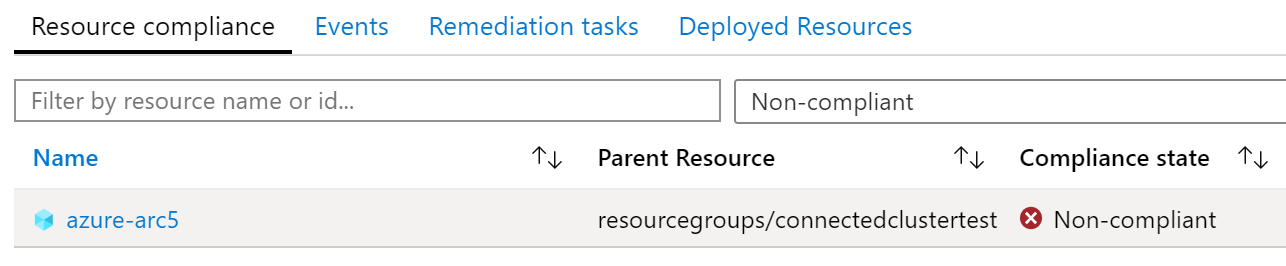 Resource compliance Events Remediation tasks Deployed Resources
Filter by resource name or id... Non-compliant
Name Parent Resource Compliance state
azure-arc5 resourcegroups/connectedclustertest Non-compliant